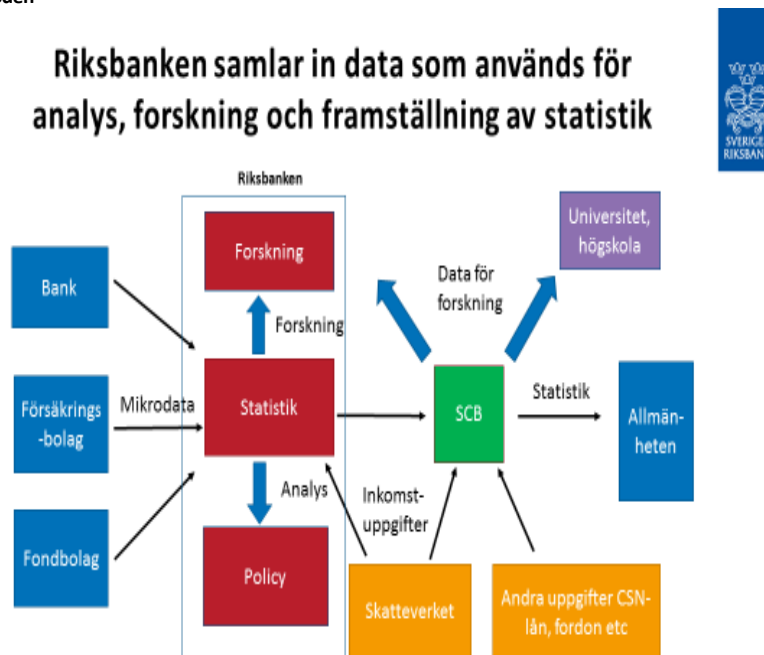 Riksbanken samlar in data som används för
analys, forskning och framställning av statistik
SVERIGES
RIKSBANK
Riksbanken
Bank
Försäkrings
-bolag
Fondbolag
Mikrodata
Forskning
Forskning
Statistik
Analys
Policy
Data för
forskning
Universitet,
högskola
SCB
Statistik
Allmän-
heten
Inkomst-
uppgifter
Skatteverket
Andra uppgifter CSN-
lån, fordon etc